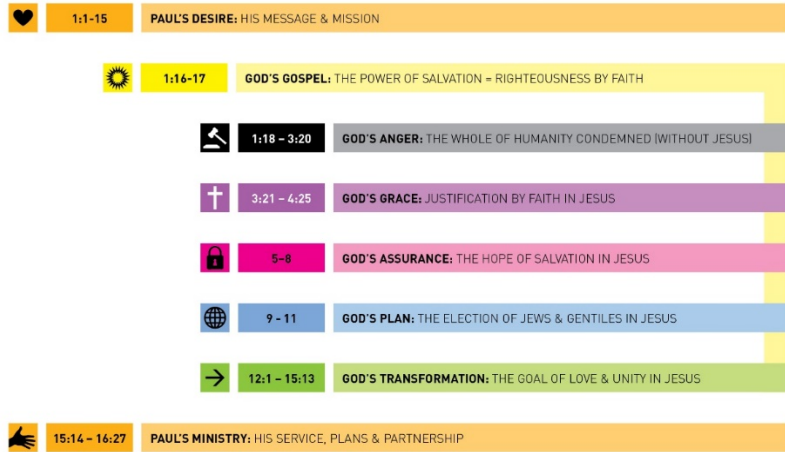 1:1-15 PAUL'S DESIRE: HIS MESSAGE & MISSION
1:16-17 GOD'S GOSPEL: THE POWER OF SALVATION = RIGHTEOUSNESS BY FAITH
1:18 – 3:20 GOD'S ANGER: THE WHOLE OF HUMANITY CONDEMNED (WITHOUT JESUS)
3:21 – 4:25 GOD'S GRACE: JUSTIFICATION BY FAITH IN JESUS
5–8 GOD'S ASSURANCE: THE HOPE OF SALVATION IN JESUS
9 - 11 GOD'S PLAN: THE ELECTION OF JEWS & GENTILES IN JESUS
12:1 – 15:13 GOD'S TRANSFORMATION: THE GOAL OF LOVE & UNITY IN JESUS
15:14 – 16:27 PAUL'S MINISTRY: HIS SERVICE, PLANS & PARTNERSHIP